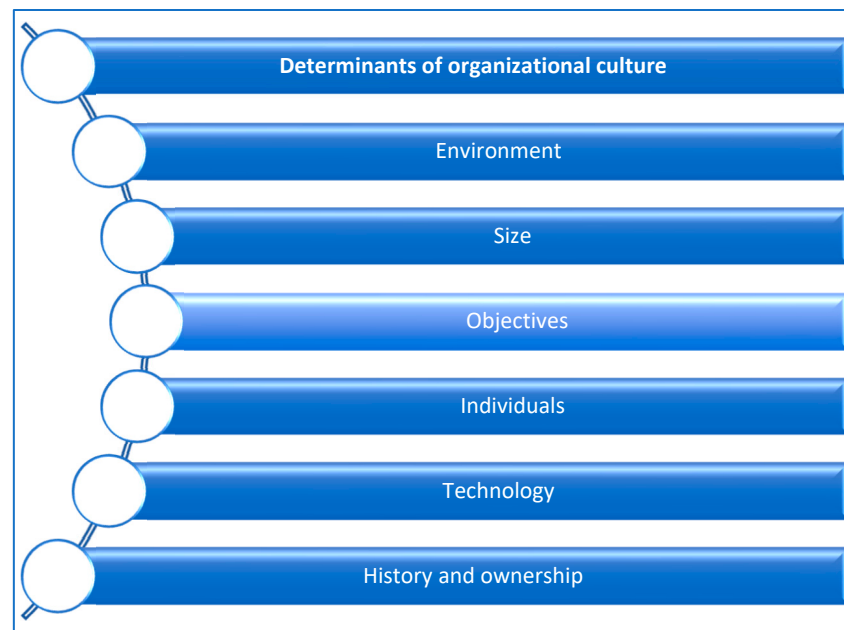 Determinants of organizational culture
Environment
Size
Objectives
Individuals
Technology
History and ownership